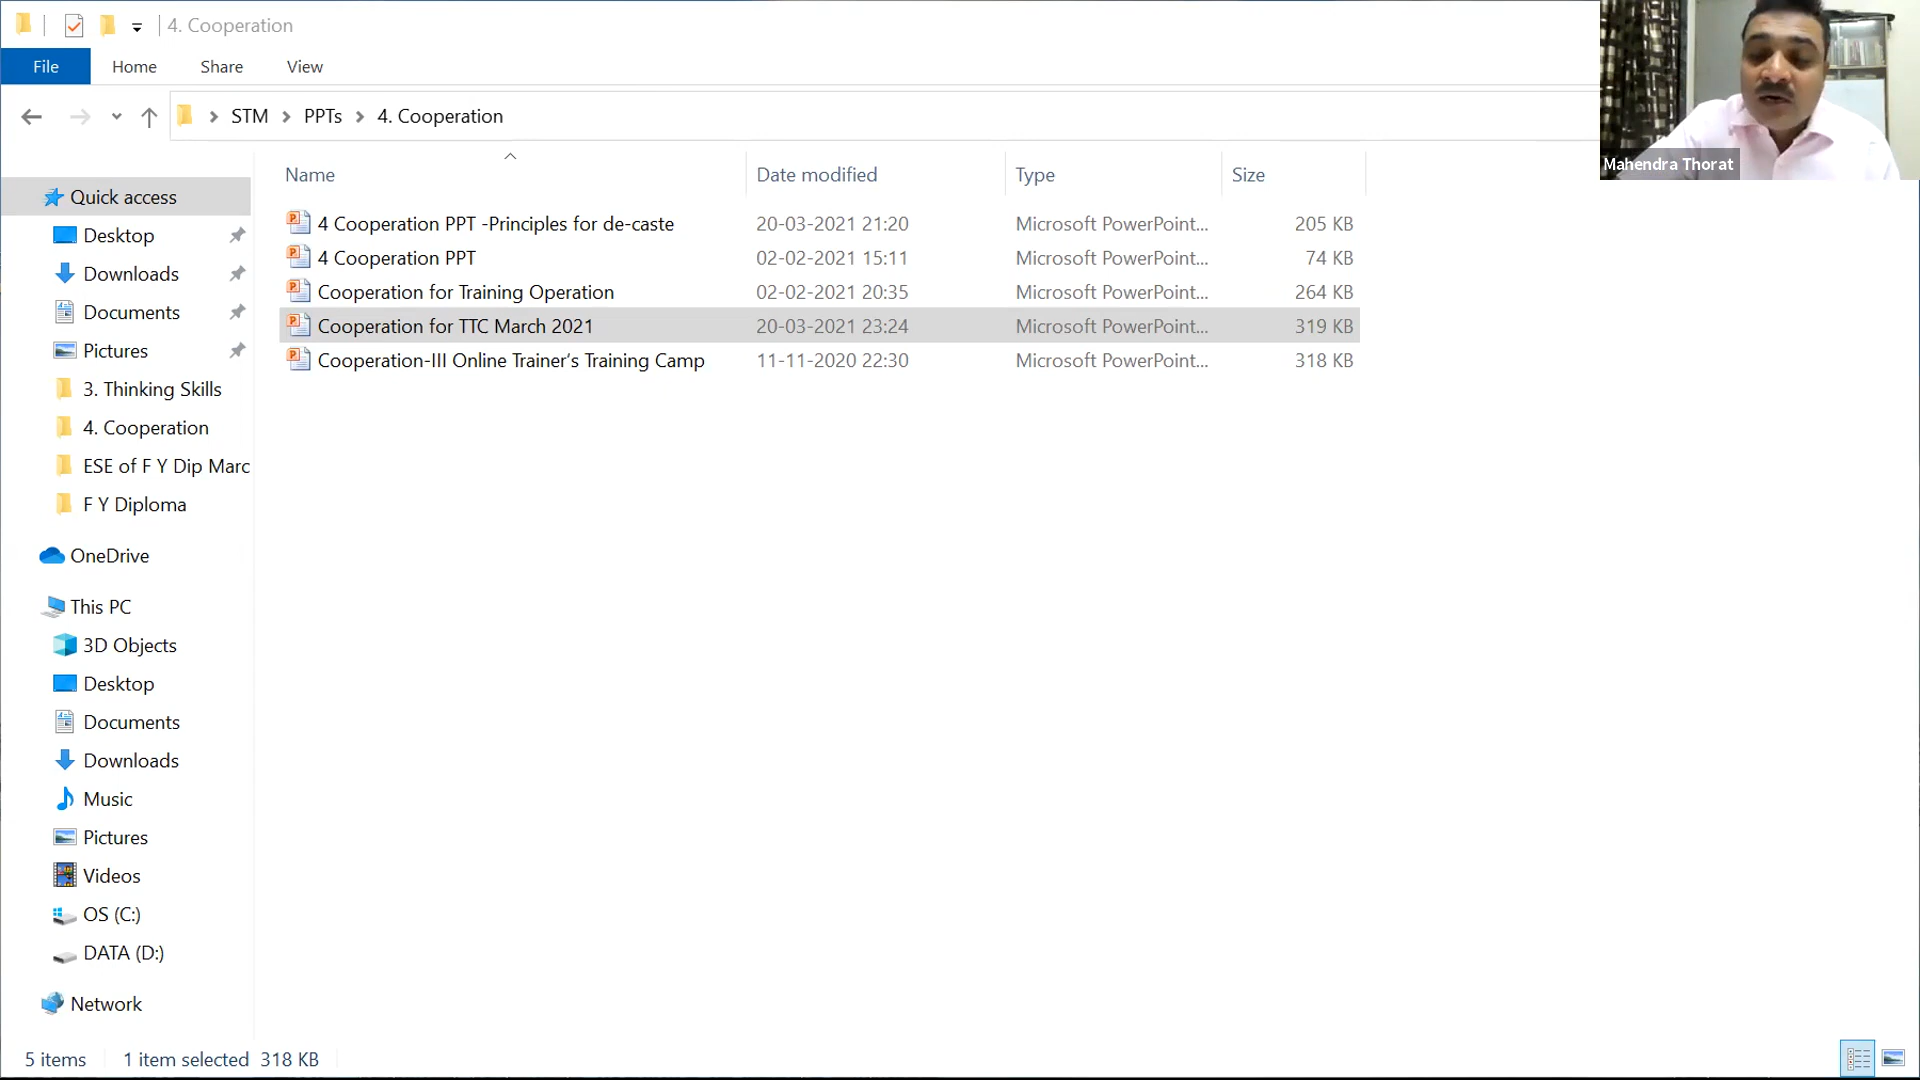 4. Cooperation
File Home Share View
STM PPTs 4. Cooperation
Mahendra Thorat
Name Date modified Type Size
4 Cooperation PPT -Principles for de-caste 20-03-2021 21:20 Microsoft PowerPoint... 205 KB
4 Cooperation PPT 02-02-2021 15:11 Microsoft PowerPoint... 74 KB
Cooperation for Training Operation 02-02-2021 20:35 Microsoft PowerPoint... 264 KB
Cooperation for TTC March 2021 20-03-2021 23:24 Microsoft PowerPoint... 319 KB
Cooperation-III Online Trainer's Training Camp 11-11-2020 22:30 Microsoft PowerPoint... 318 KB
Quick access
Desktop
Downloads
Documents
Pictures
3. Thinking Skills
4. Cooperation
ESE of F Y Dip Marc
F Y Diploma
OneDrive
This PC
3D Objects
Desktop
Documents
Downloads
Music
Pictures
Videos
OS (C:)
DATA (D:)
Network
5 items 1 item selected 318 KB